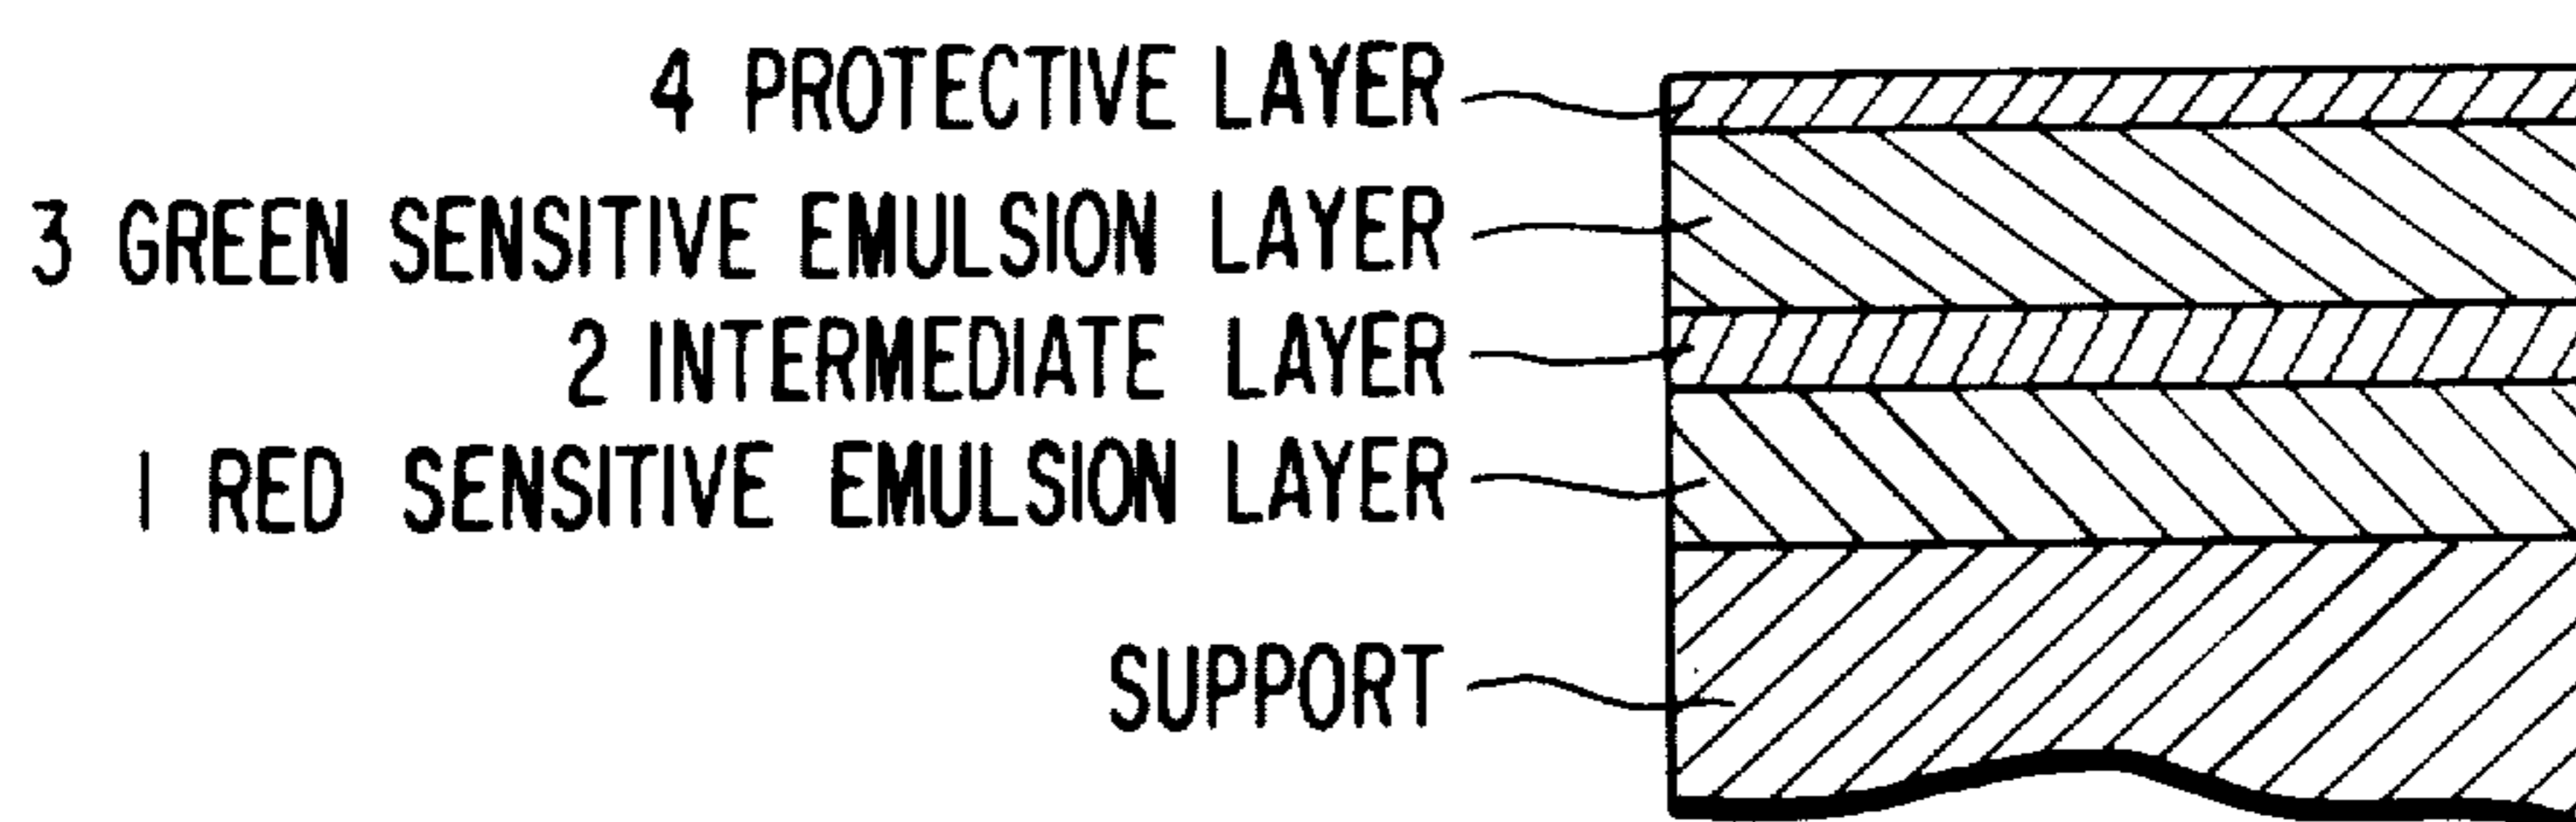 4 PROTECTIVE LAYER
3 GREEN SENSITIVE EMULSION LAYER
2 INTERMEDIATE LAYER
1 RED SENSITIVE EMULSION LAYER
SUPPORT